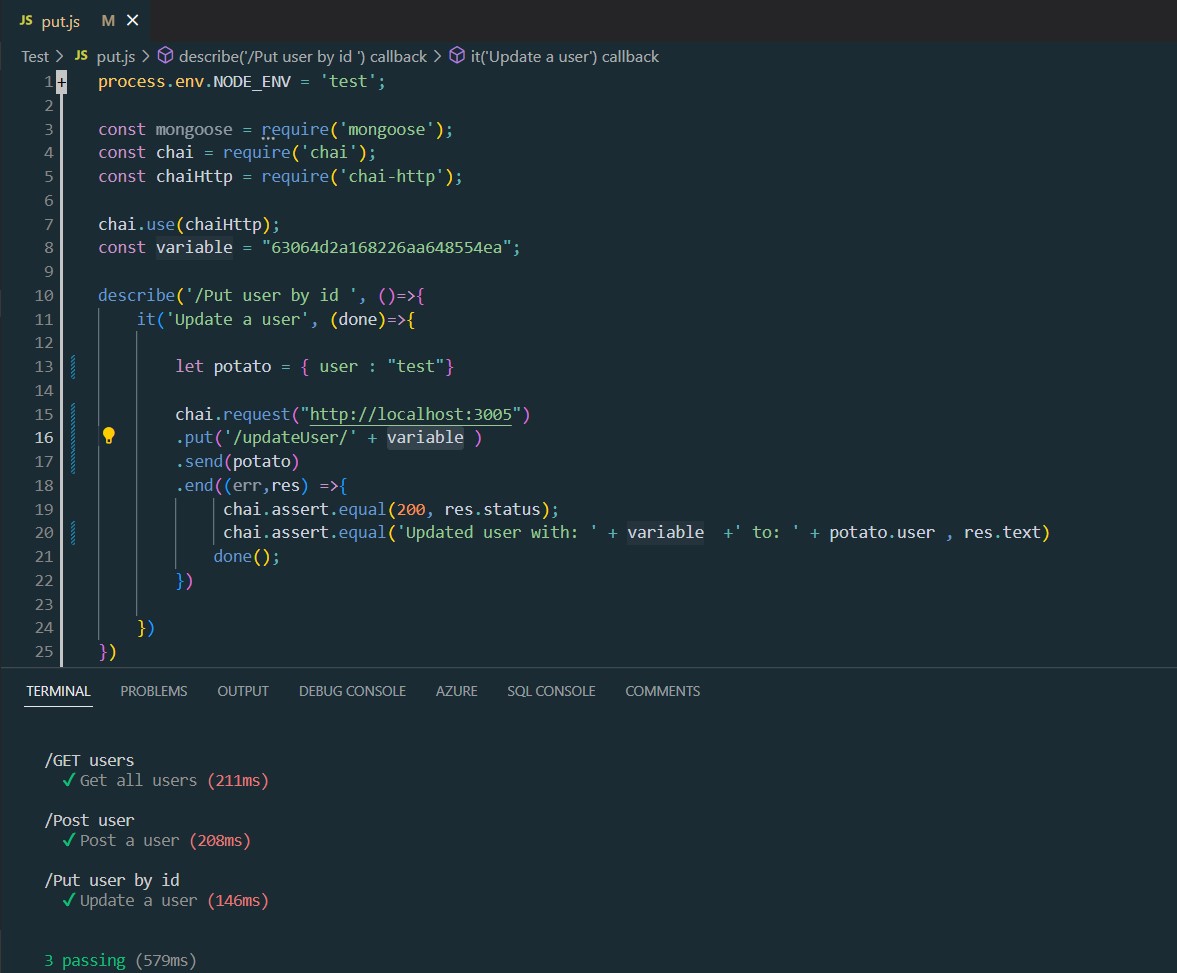 JS put.js M ✕
Test > JS put.js > describe('/Put user by id ') callback > it('Update a user') callback
1 + process.env.NODE_ENV = 'test';
2
3 const mongoose = require('mongoose');
4 const chai = require('chai');
5 const chaiHttp = require('chai-http');
6
7 chai.use(chaiHttp);
8 const variable = "63064d2a168226aa648554ea";
9
10 describe('/Put user by id ', ()=>{
11 it('Update a user', (done)=>{
12
13 let potato = { user : "test"}
14
15 chai.request("http://localhost:3005")
16 .put('/updateUser/' + variable )
17 .send(potato)
18 .end((err,res) =>{
19 chai.assert.equal(200, res.status);
20 chai.assert.equal('Updated user with: ' + variable  +' to: ' + potato.user , res.text)
21 done();
22 })
23
24 })
25 })
TERMINAL PROBLEMS OUTPUT DEBUG CONSOLE AZURE SQL CONSOLE COMMENTS
/GET users
✓ Get all users (211ms)
/Post user
✓ Post a user (208ms)
/Put user by id
✓ Update a user (146ms)
3 passing (579ms)